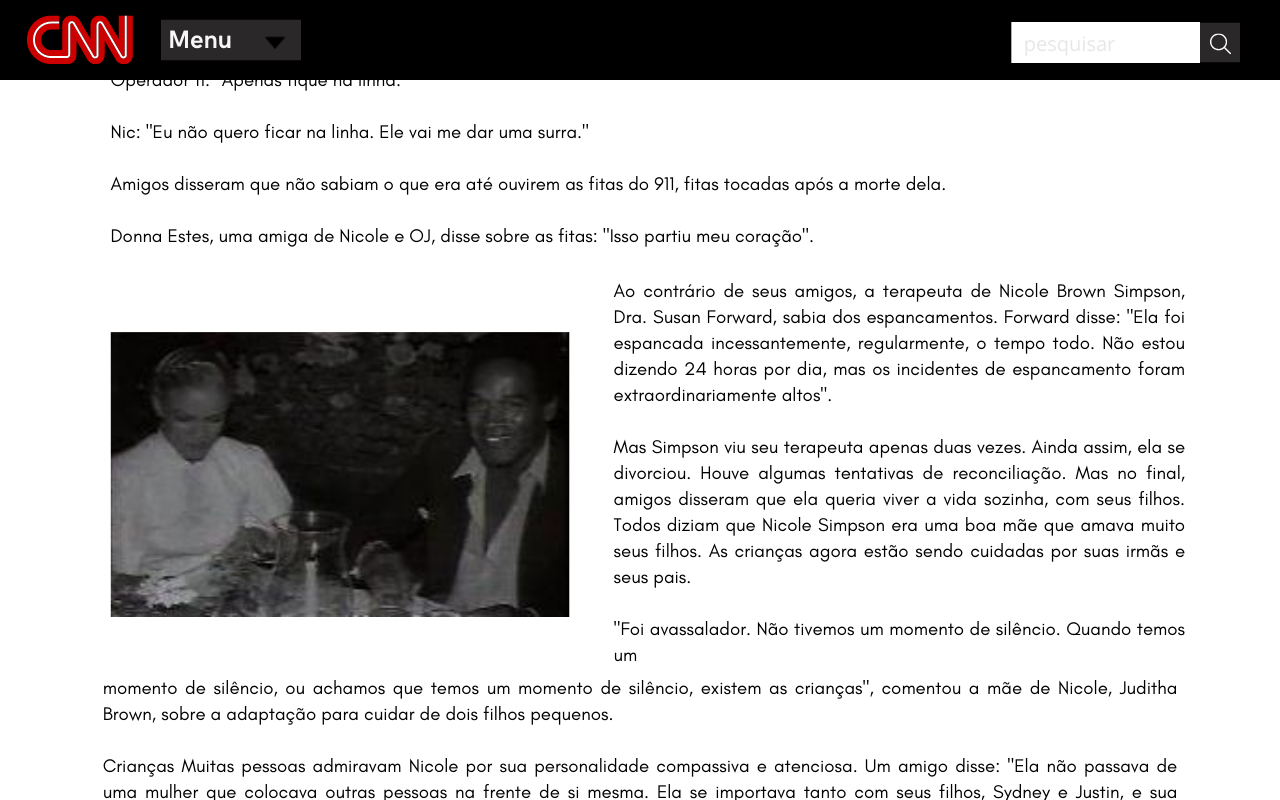 CNN
Menu
pesquisar
Operador 11: "Apenas fique na linha.
Nic: "Eu não quero ficar na linha. Ele vai me dar uma surra."
Amigos disseram que não sabiam o que era até ouvirem as fitas do 911, fitas tocadas após a morte dela.
Donna Estes, uma amiga de Nicole e OJ, disse sobre as fitas: "Isso partiu meu coração".
Ao contrário de seus amigos, a terapeuta de Nicole Brown Simpson,
Dra. Susan Forward, sabia dos espancamentos. Forward disse: "Ela foi
espancada incessantemente, regularmente, o tempo todo. Não estou
dizendo 24 horas por dia, mas os incidentes de espancamento foram
extraordinariamente altos".
Mas Simpson viu seu terapeuta apenas duas vezes. Ainda assim, ela se
divorciou. Houve algumas tentativas de reconciliação. Mas no final,
amigos disseram que ela queria viver a vida sozinha, com seus filhos.
Todos diziam que Nicole Simpson era uma boa mãe que amava muito
seus filhos. As crianças agora estão sendo cuidadas por suas irmãs e
seus pais.
"Foi avassalador. Não tivemos um momento de silêncio. Quando temos
um
momento de silêncio, ou achamos que temos um momento de silêncio, existem as crianças", comentou a mãe de Nicole, Juditha
Brown, sobre a adaptação para cuidar de dois filhos pequenos.
Crianças Muitas pessoas admiravam Nicole por sua personalidade compassiva e atenciosa. Um amigo disse: "Ela não passava de
uma mulher que colocava outras pessoas na frente de si mesma. Ela se importava tanto com seus filhos, Sydney e Justin, e sua